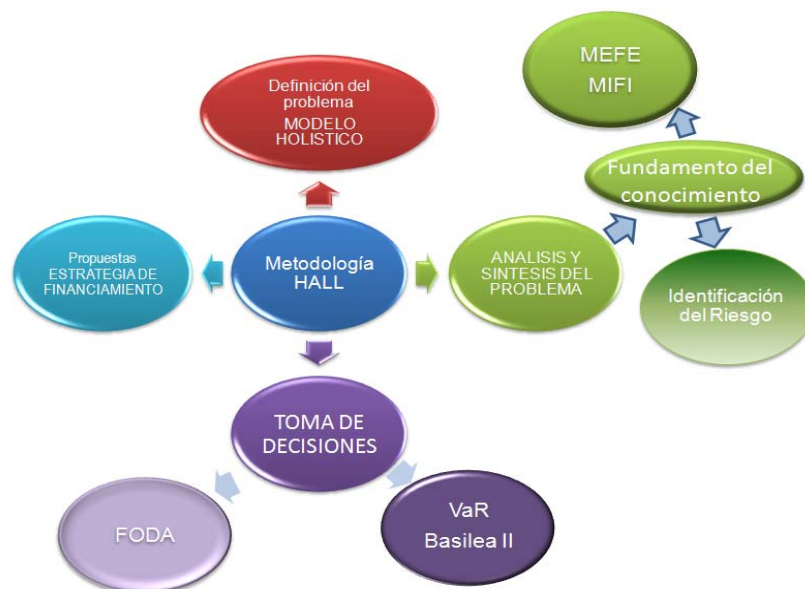 MEFE
MIFI
Definición del
problema
MODELO
HOLISTICO
Fundamento del
conocimiento
Propuestas
ESTRATEGIA DE
FINANCIAMIENTO
Metodología
HALL
ANALISIS Y
SINTESIS DEL
PROBLEMA
Identificación
del Riesgo
TOMA DE
DECISIONES
FODA
VaR
Basilea II